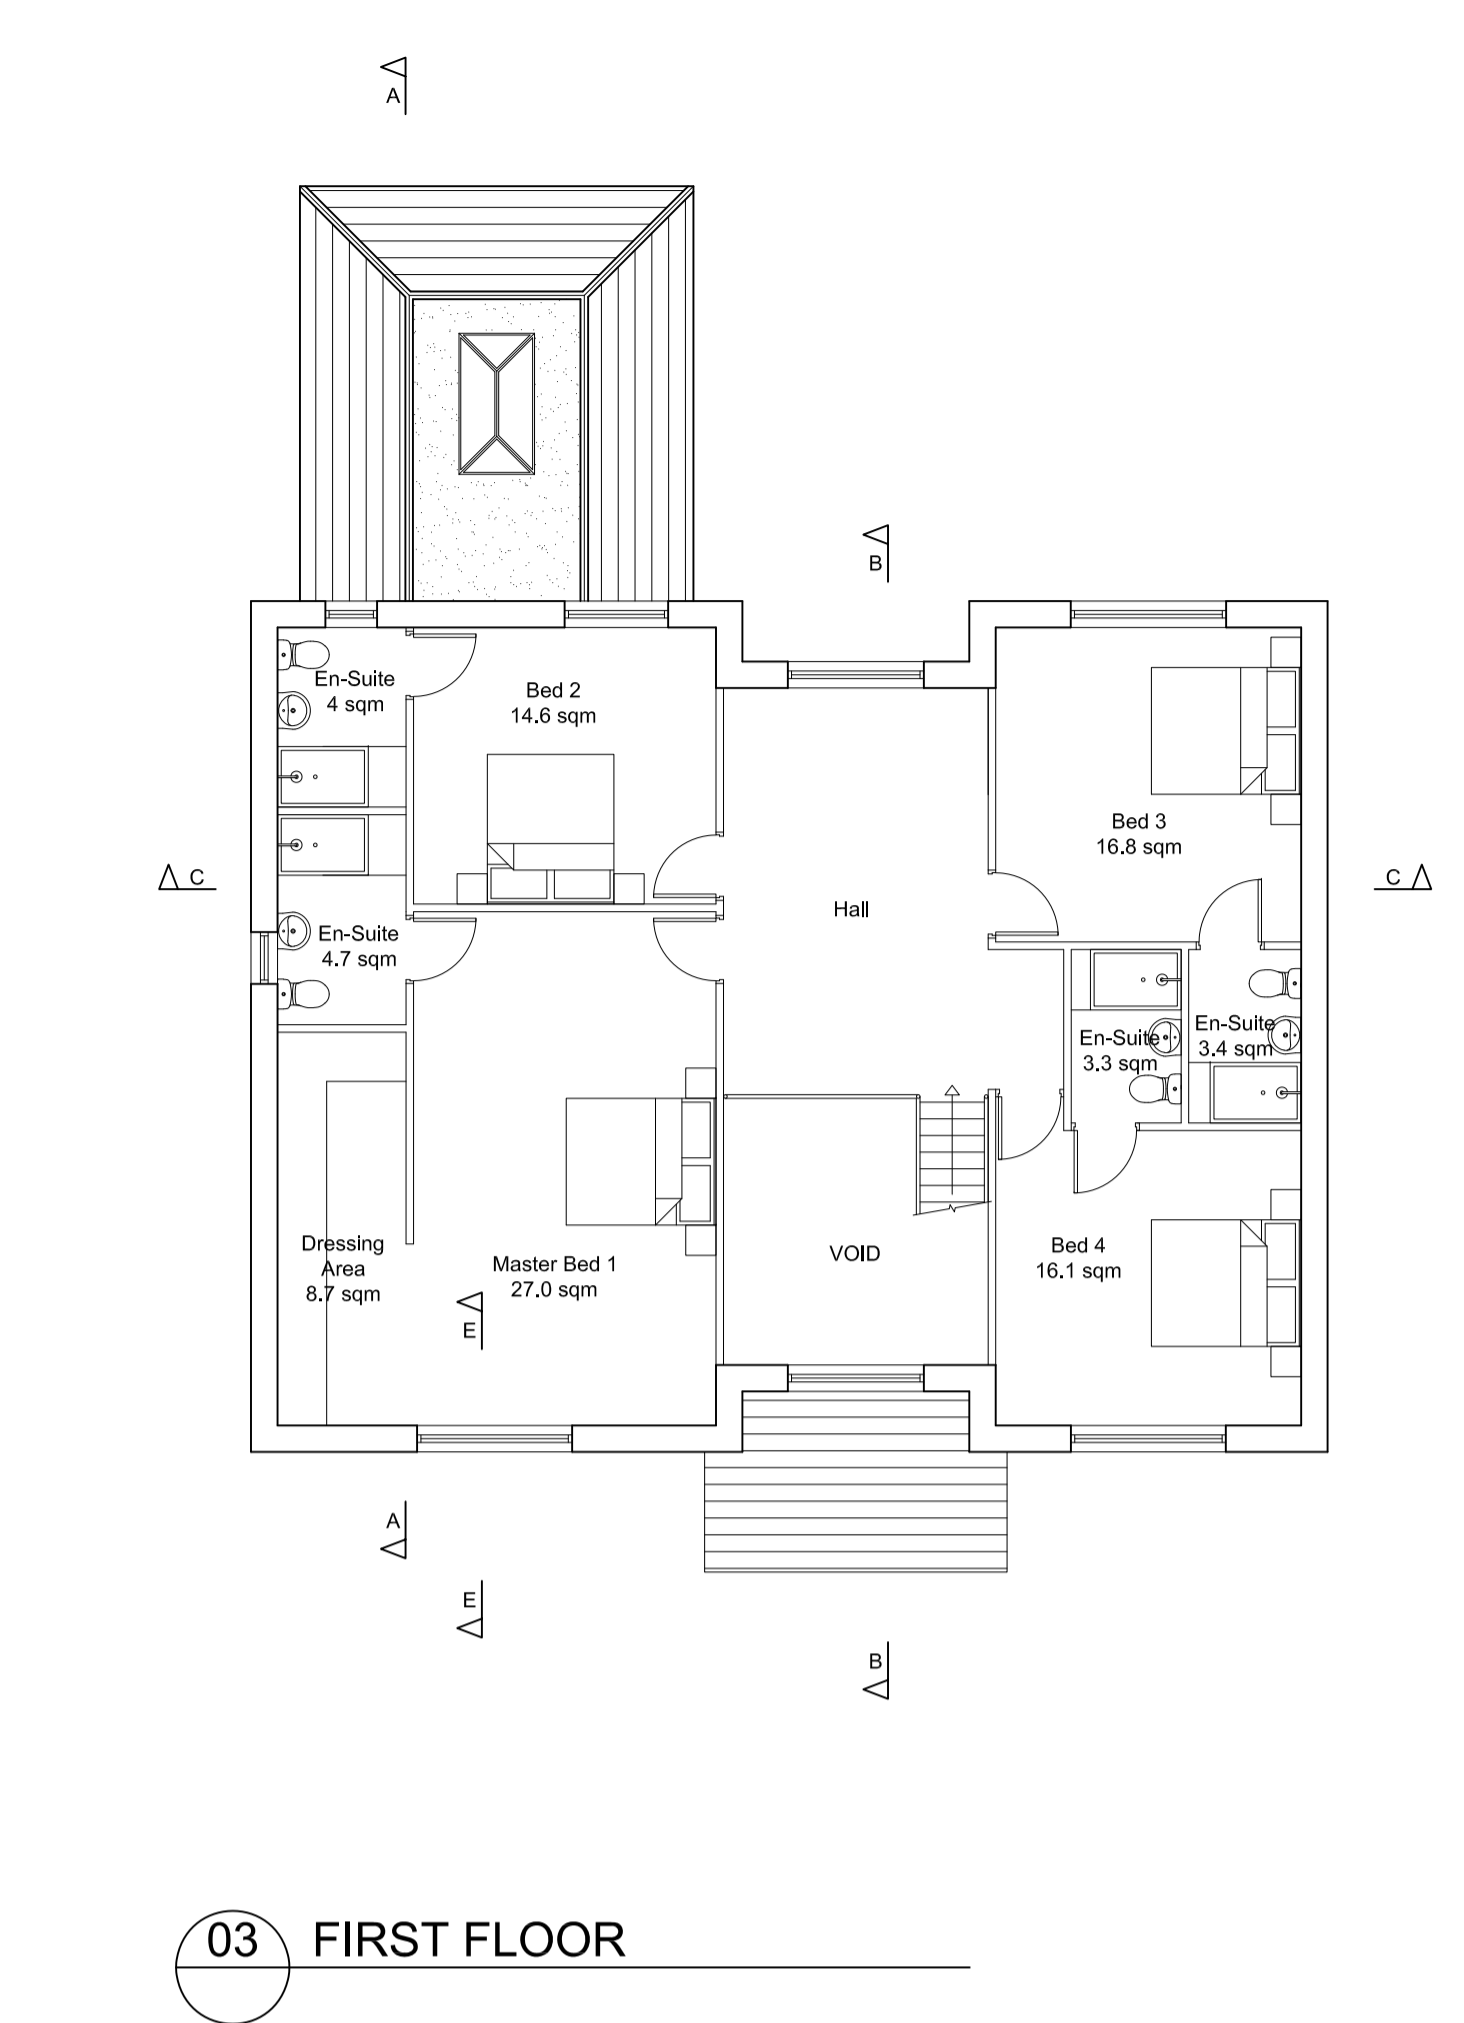 A
B
En-Suite
4 sqm
Bed 2
14.6 sqm
Bed 3
16.8 sqm
C
C
Hall
En-Suite
4.7 sqm
En-Suite
3.3 sqm
En-Suite
3.4 sqm
Dressing
Area
8.7 sqm
Master Bed 1
27.0 sqm
VOID
Bed 4
16.1 sqm
E
A
E
B
03 FIRST FLOOR